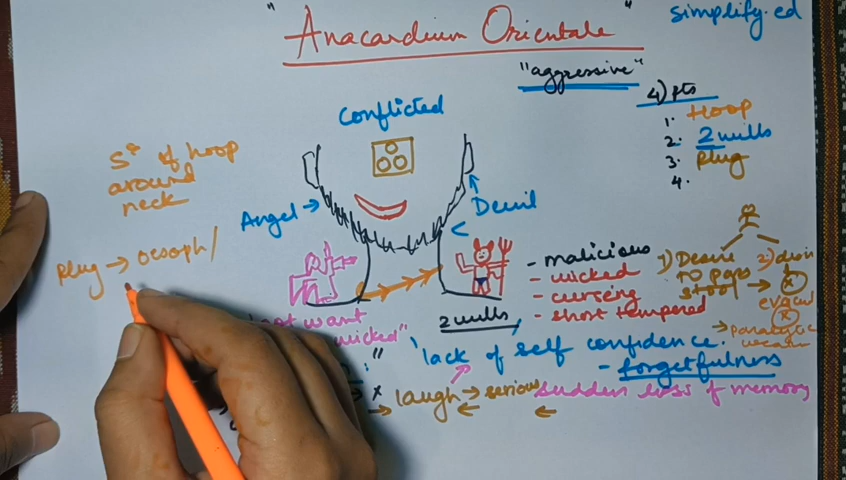 simplify.ed
" Anacardium Orientale "
"aggressive"
4) pts
1. Hoop
2. 2 wills
3. Plug
4.
Conflicted
Sⁿ of hoop
around
neck
Angel →
Devil
plug → oesoph/
- malicious
- wicked
- cursing
- short tempered
2 wills
1) Desire
to pass
stool →
2)
evacu
→ paralytic
want
wicked"
'lack of self confidence.
- forgetfulness
x
→ laugh → serious
sudden loss of memory